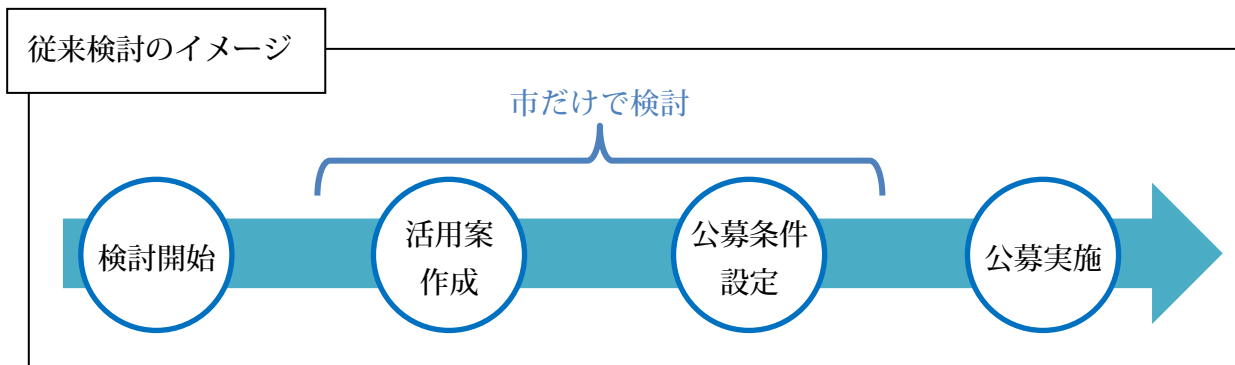 従来検討のイメージ
市だけで検討
検討開始
活用案
作成
公募条件
設定
公募実施